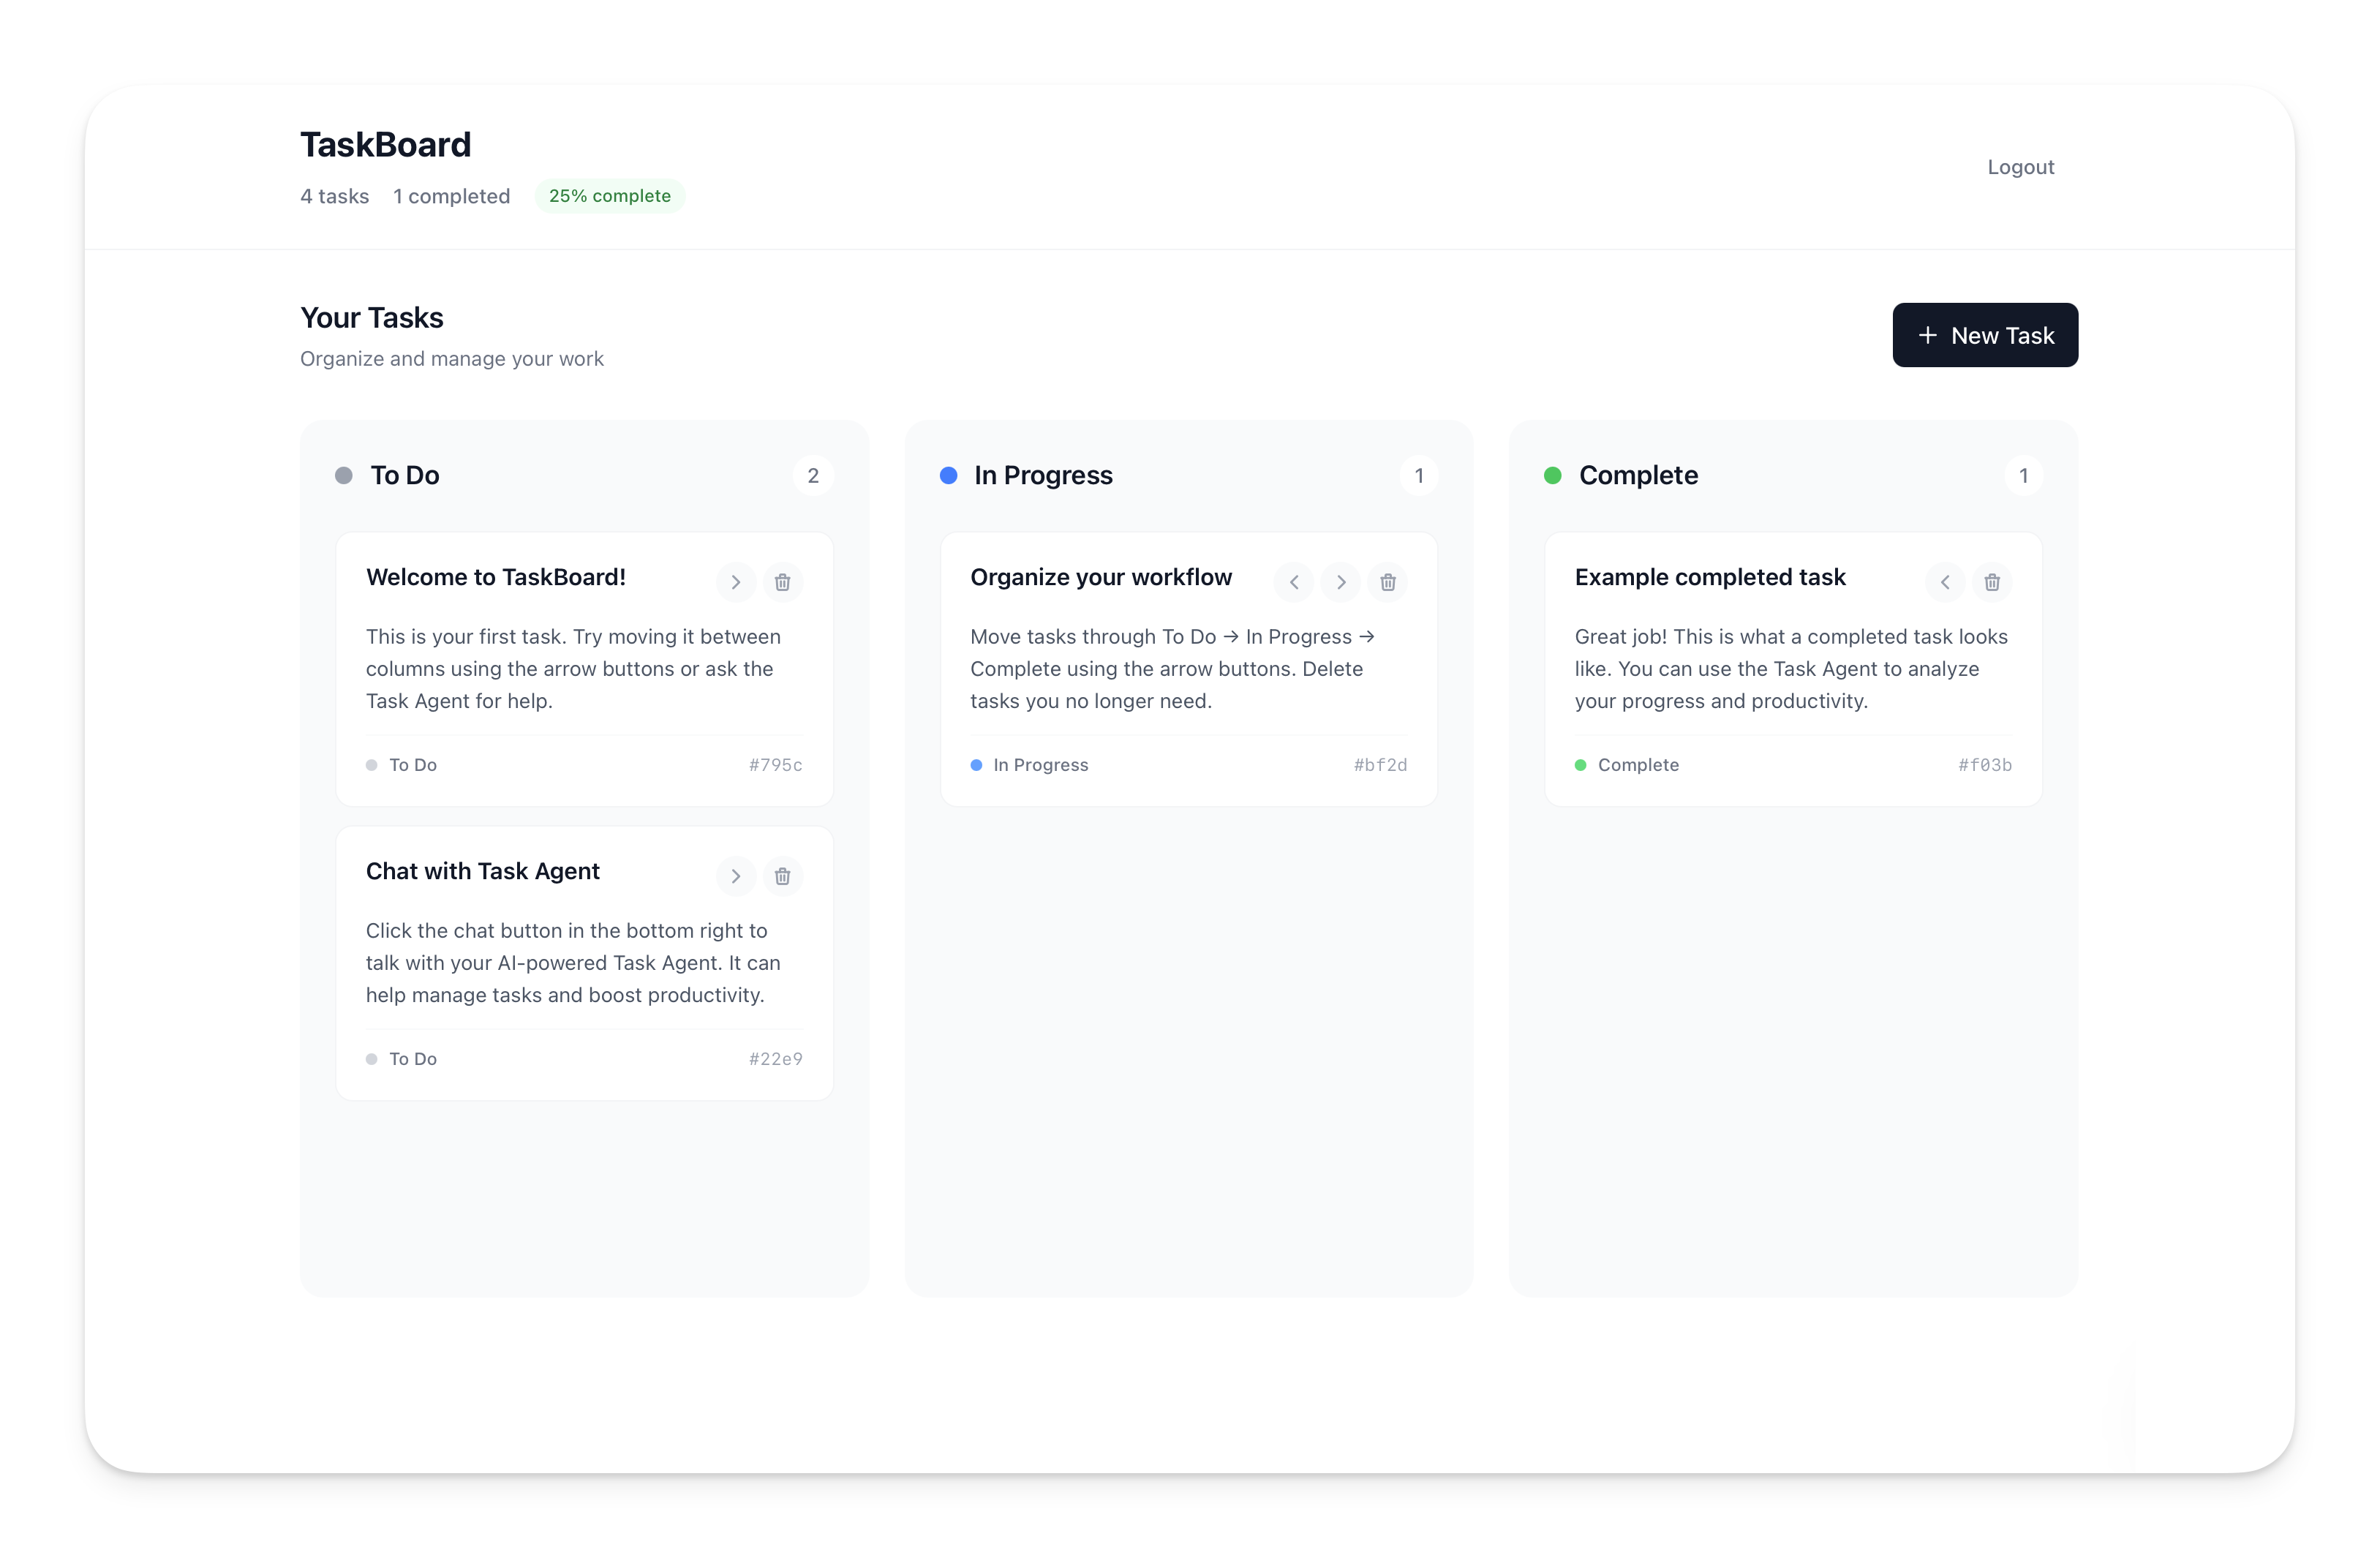 TaskBoard
4 tasks 1 completed 25% complete
Logout
Your Tasks
Organize and manage your work
+ New Task
To Do 2
Welcome to TaskBoard!
This is your first task. Try moving it between
columns using the arrow buttons or ask the
Task Agent for help.
To Do #795c
Chat with Task Agent
Click the chat button in the bottom right to
talk with your AI-powered Task Agent. It can
help manage tasks and boost productivity.
To Do #22e9
In Progress 1
Organize your workflow
Move tasks through To Do → In Progress →
Complete using the arrow buttons. Delete
tasks you no longer need.
In Progress #bf2d
Complete 1
Example completed task
Great job! This is what a completed task looks
like. You can use the Task Agent to analyze
your progress and productivity.
Complete #f03b